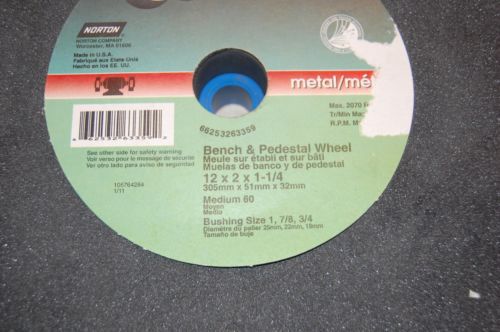 NORTON
NORTON COMPANY
Worcester, MA 01606
Made in U.S.A.
Fabriqué aux Etats Unis
Hecho en los EE. UU.
metal/mét
Max. 2070
Tr/Min Ma
R.P.M. M
66253263359
See other side for safety warning
Voir verso pour le message de sécurité
Ver otro lado para aviso de seguridad
105764284
1/11
Bench & Pedestal Wheel
Meule sur établi et sur bâti
Muelas de banco y de pedestal
12 x 2 x 1-1/4
305mm x 51mm x 32mm
Medium 60
Moyen
Medio
Bushing Size 1, 7/8, 3/4
Diamètre du palier 25mm, 22mm, 19mm
Tamaño de buje